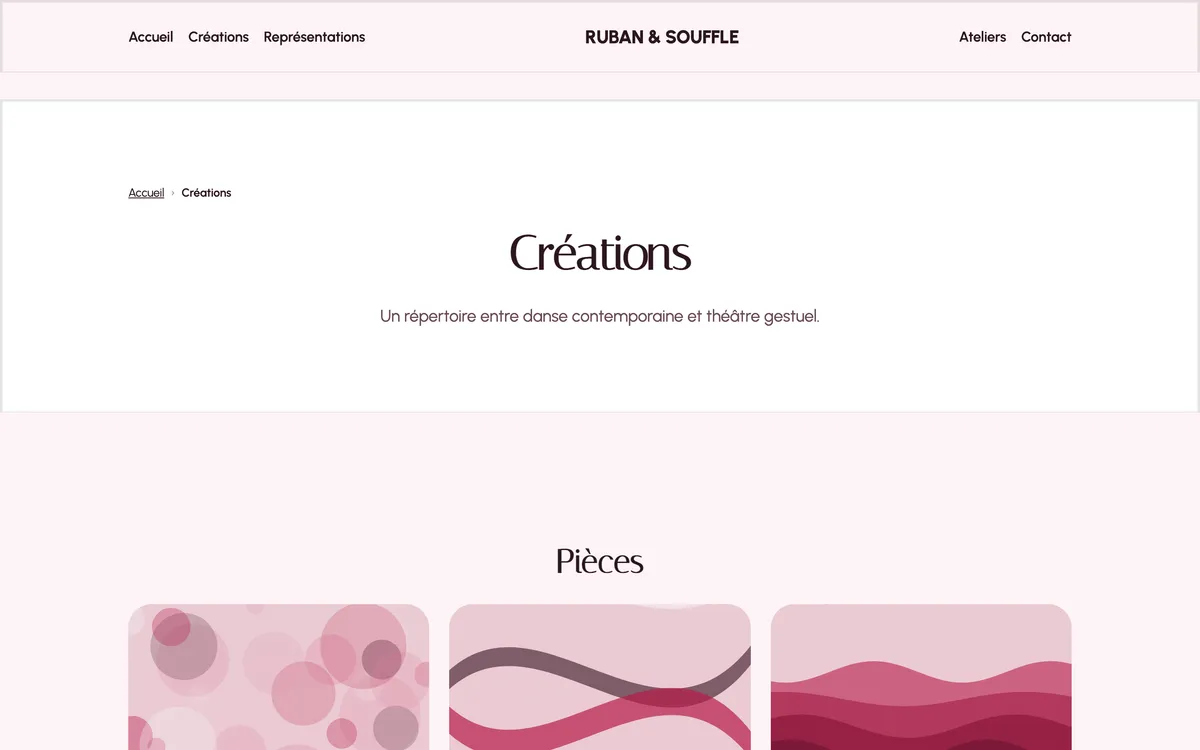 Accueil Créations Représentations RUBAN & SOUFFLE Ateliers Contact
Accueil › Créations
Créations
Un répertoire entre danse contemporaine et théâtre gestuel.
Pièces